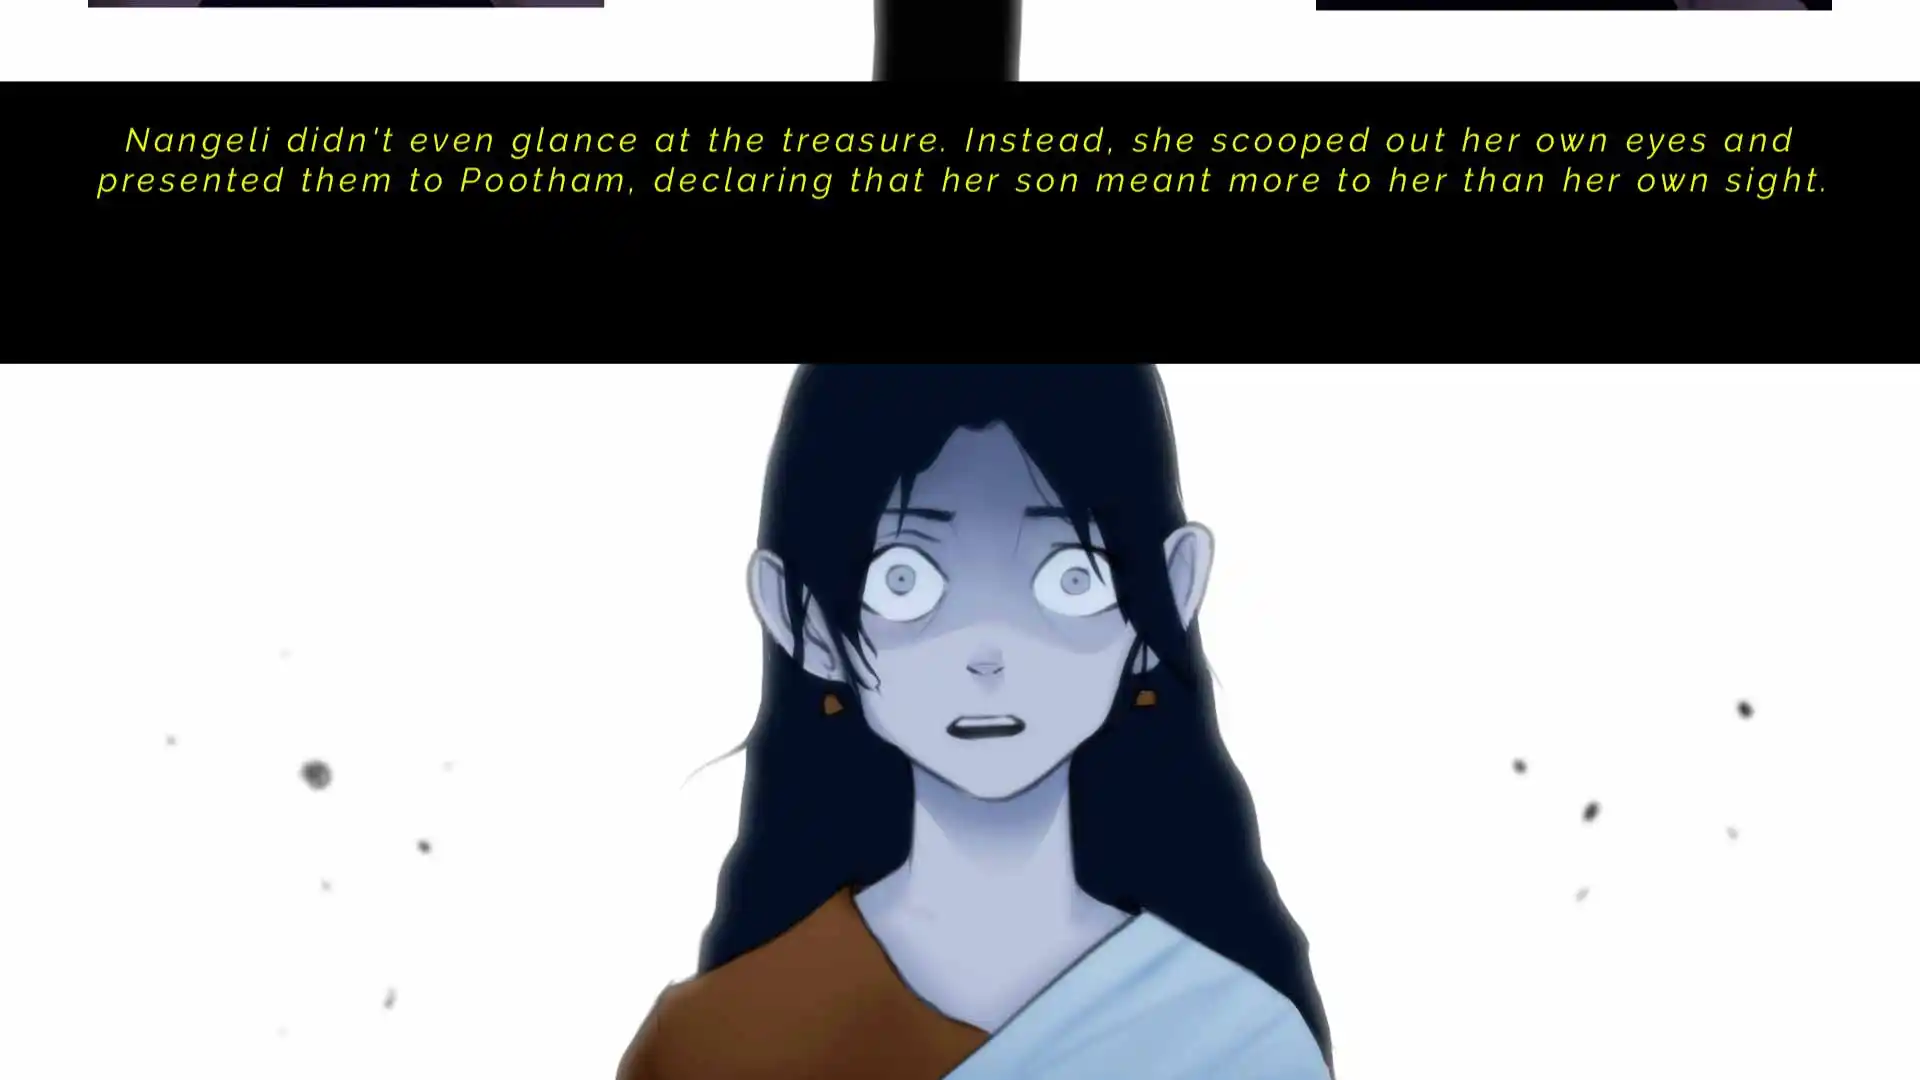 Nangeli didn't even glance at the treasure. Instead, she scooped out her own eyes and
presented them to Pootham, declaring that her son meant more to her than her own sight.